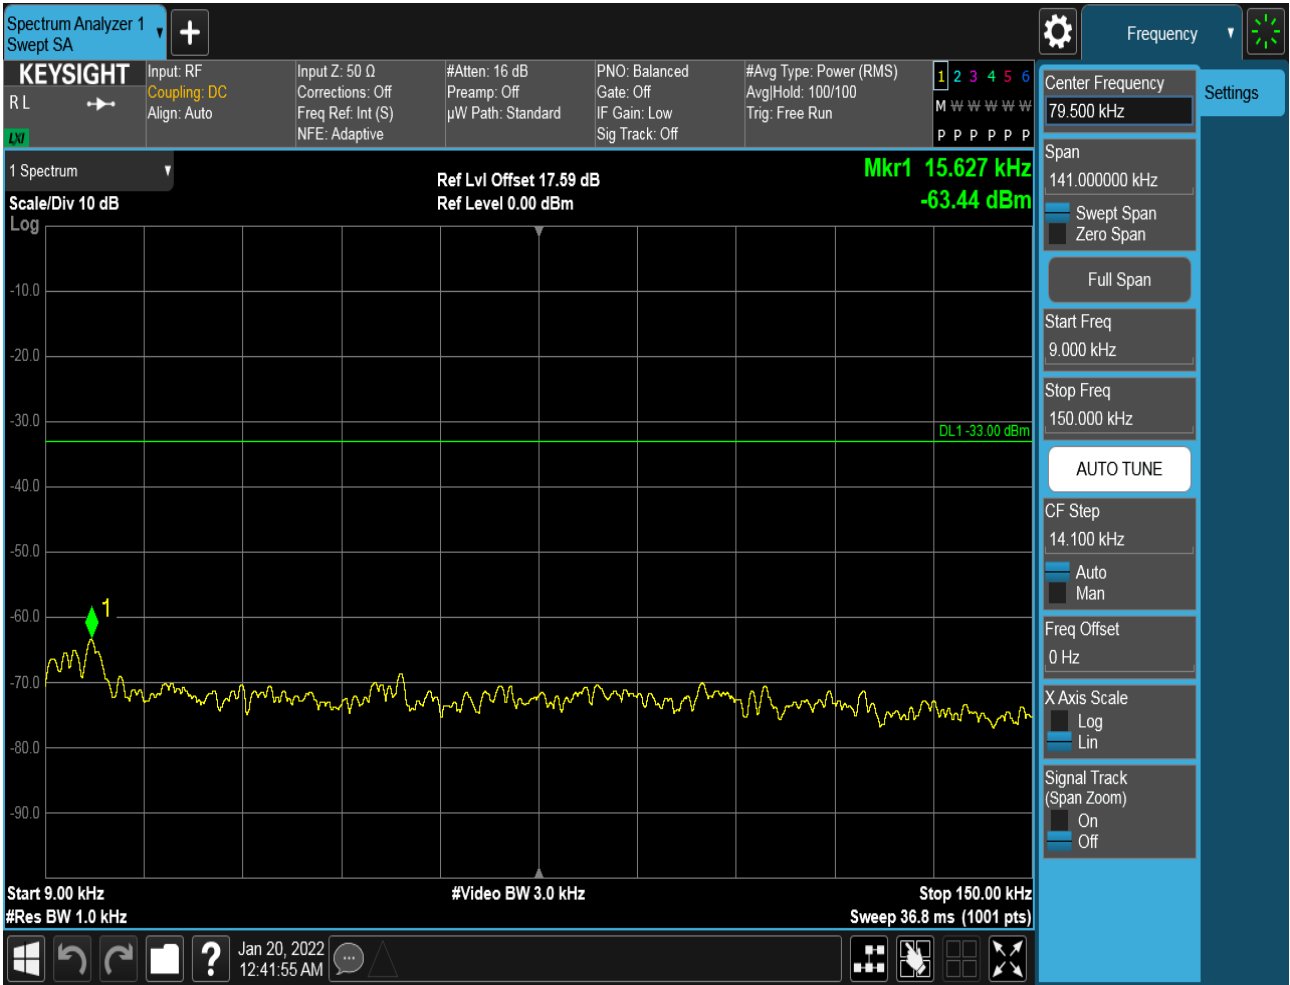 Spectrum Analyzer 1
Swept SA
+
Frequency
KEYSIGHT
R L
LXI
Input: RF
Coupling: DC
Align: Auto
Input Z: 50 Ω
Corrections: Off
Freq Ref: Int (S)
NFE: Adaptive
#Atten: 16 dB
Preamp: Off
µW Path: Standard
PNO: Balanced
Gate: Off
IF Gain: Low
Sig Track: Off
#Avg Type: Power (RMS)
Avg|Hold: 100/100
Trig: Free Run
1 2 3 4 5 6
M W W W W W
P P P P P P
1 Spectrum
Scale/Div 10 dB
Log
Ref Lvl Offset 17.59 dB
Ref Level 0.00 dBm
Mkr1 15.627 kHz
-63.44 dBm
-10.0
-20.0
-30.0
DL1 -33.00 dBm
-40.0
-50.0
-60.0
1
-70.0
-80.0
-90.0
Start 9.00 kHz
#Video BW 3.0 kHz
Stop 150.00 kHz
#Res BW 1.0 kHz
Sweep 36.8 ms (1001 pts)
?
Jan 20, 2022
12:41:55 AM
Center Frequency
79.500 kHz
Span
141.000000 kHz
Swept Span
Zero Span
Full Span
Start Freq
9.000 kHz
Stop Freq
150.000 kHz
AUTO TUNE
CF Step
14.100 kHz
Auto
Man
Freq Offset
0 Hz
X Axis Scale
Log
Lin
Signal Track
(Span Zoom)
On
Off
Settings